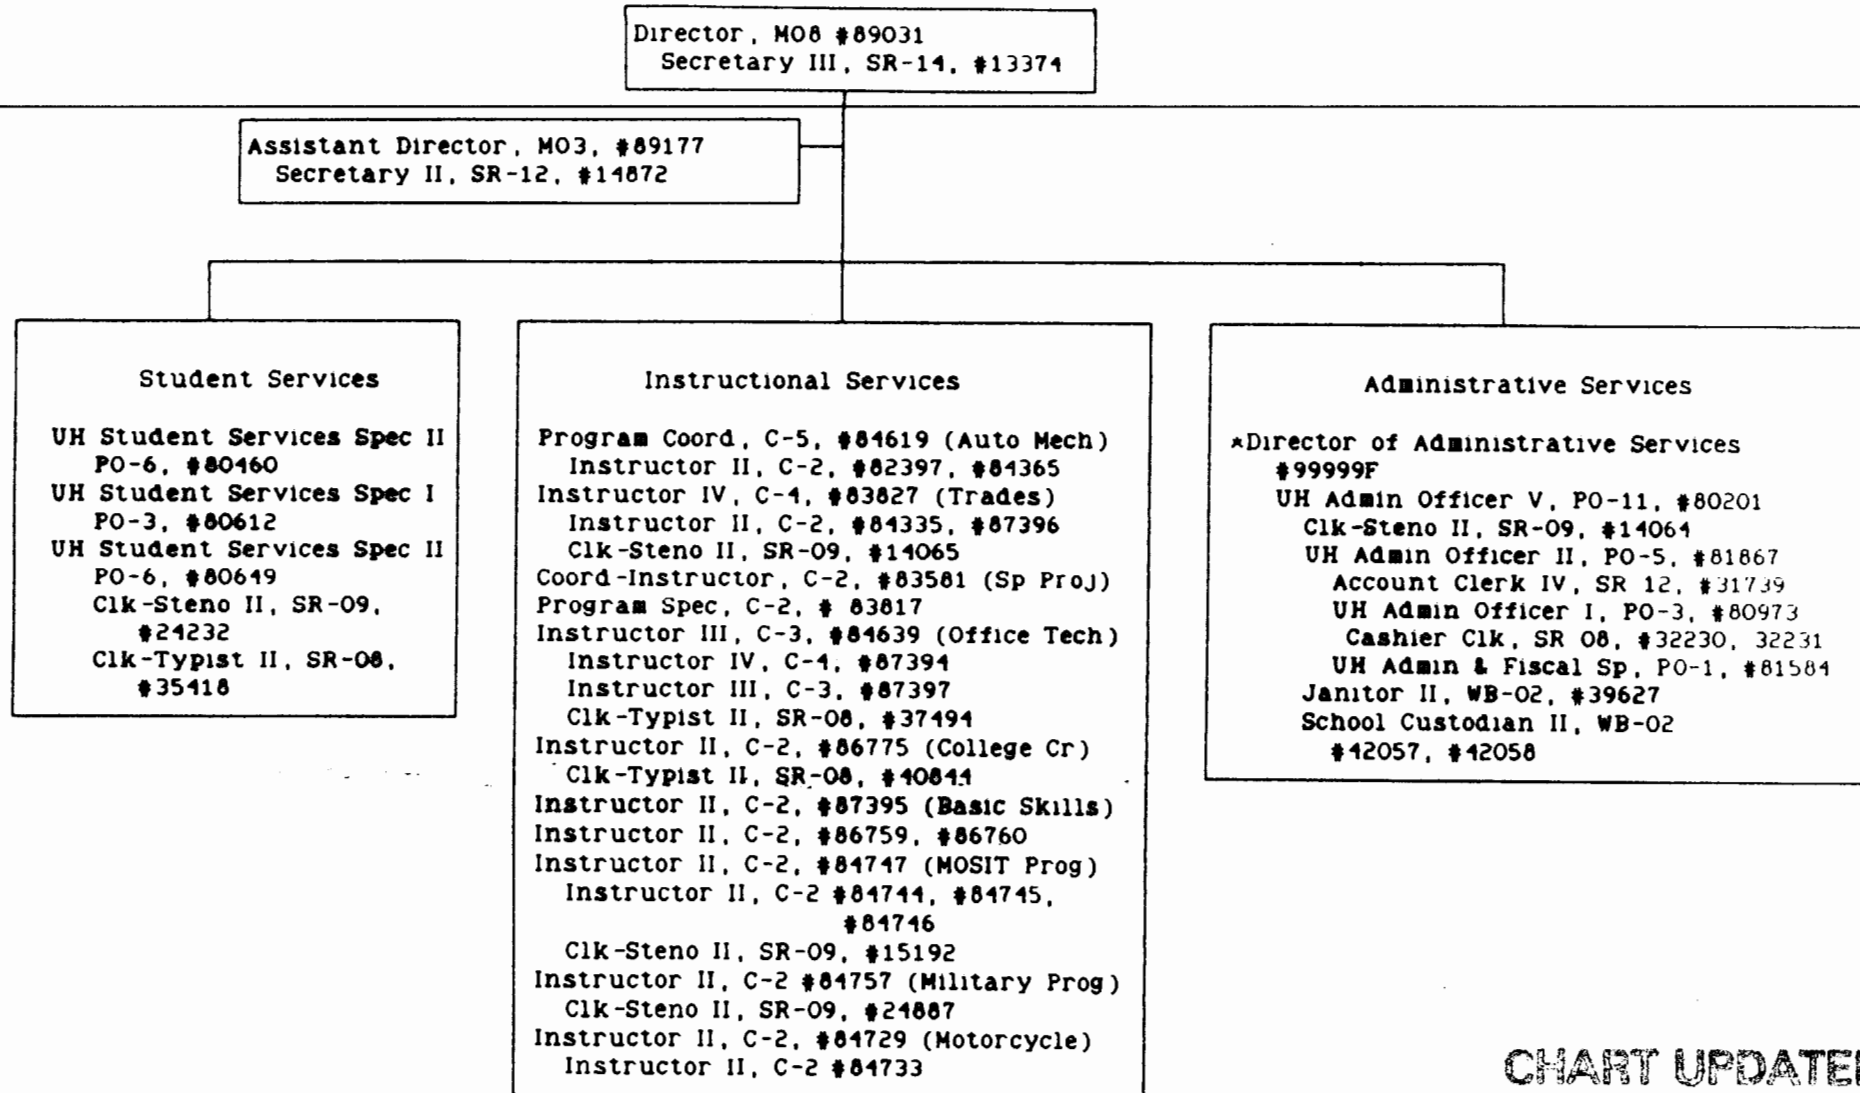 Director, M08 #89031
Secretary III, SR-14, #13374
Assistant Director, M03, #89177
Secretary II, SR-12, #14872
Student Services
UH Student Services Spec II
PO-6, #80460
UH Student Services Spec I
PO-3, #80612
UH Student Services Spec II
PO-6, #80649
Clk-Steno II, SR-09,
#24232
Clk-Typist II, SR-08,
#35418
Instructional Services
Program Coord, C-5, #84619 (Auto Mech)
Instructor II, C-2, #82397, #84365
Instructor IV, C-4, #83827 (Trades)
Instructor II, C-2, #84335, #87396
Clk-Steno II, SR-09, #14065
Coord-Instructor, C-2, #83581 (Sp Proj)
Program Spec, C-2, # 83817
Instructor III, C-3, #84639 (Office Tech)
Instructor IV, C-4, #87394
Instructor III, C-3, #87397
Clk-Typist II, SR-08, #37494
Instructor II, C-2, #86775 (College Cr)
Clk-Typist II, SR-08, #40844
Instructor II, C-2, #87395 (Basic Skills)
Instructor II, C-2, #86759, #86760
Instructor II, C-2, #84747 (MOSIT Prog)
Instructor II, C-2 #84744, #84745,
#84746
Clk-Steno II, SR-09, #15192
Instructor II, C-2 #84757 (Military Prog)
Clk-Steno II, SR-09, #24887
Instructor II, C-2, #84729 (Motorcycle)
Instructor II, C-2 #84733
Administrative Services
*Director of Administrative Services
#99999F
UH Admin Officer V, PO-11, #80201
Clk-Steno II, SR-09, #14064
UH Admin Officer II, PO-5, #81867
Account Clerk IV, SR 12, #31739
UH Admin Officer I, PO-3, #80973
Cashier Clk, SR 08, #32230, 32231
UH Admin & Fiscal Sp, PO-1, #81584
Janitor II, WB-02, #39627
School Custodian II, WB-02
#42057, #42058
CHART UPDATED